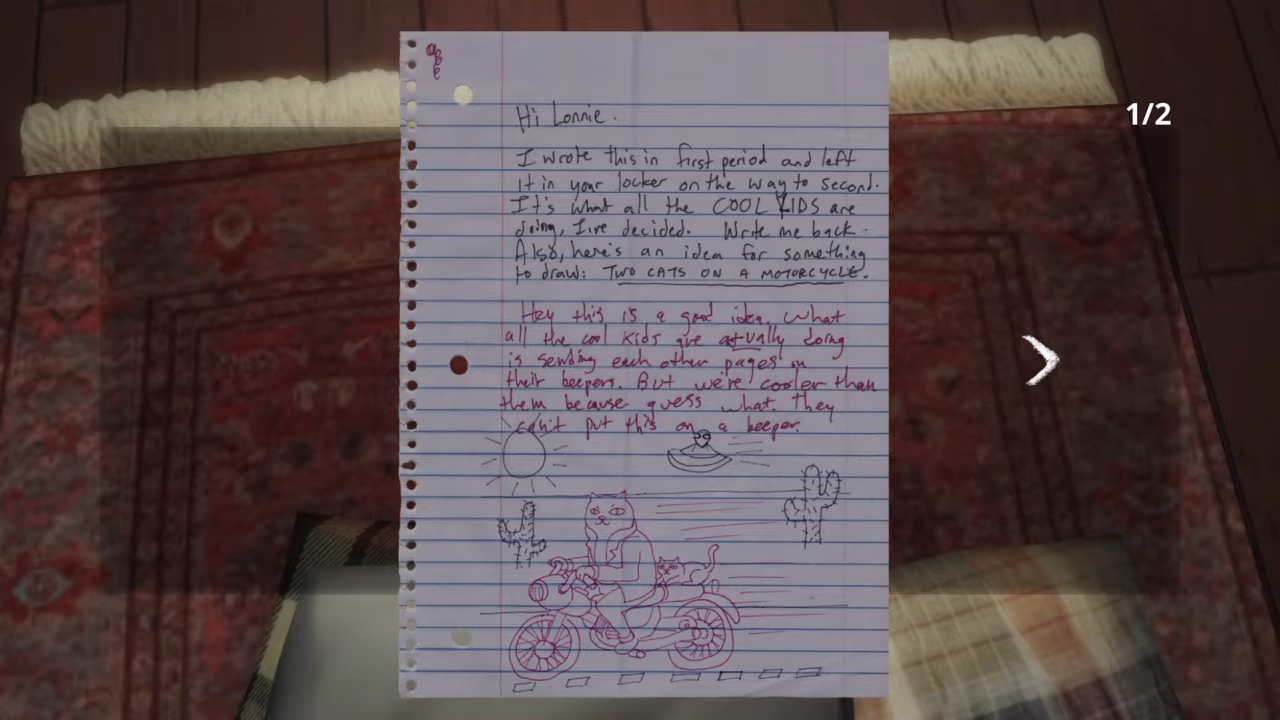 1/2
Hi Lonnie.
I wrote this in first period and left
it in your locker on the way to second.
It's what all the COOL KIDS are
doing, I've decided. Write me back.
Also, here's an idea for something
to draw: TWO CATS ON A MOTORCYCLE.
Hey this is a good idea. What
all the cool kids are actually doing
is sending each other pages on
their beepers. But we're cooler than
them because guess what. They
can't put this on a beeper.